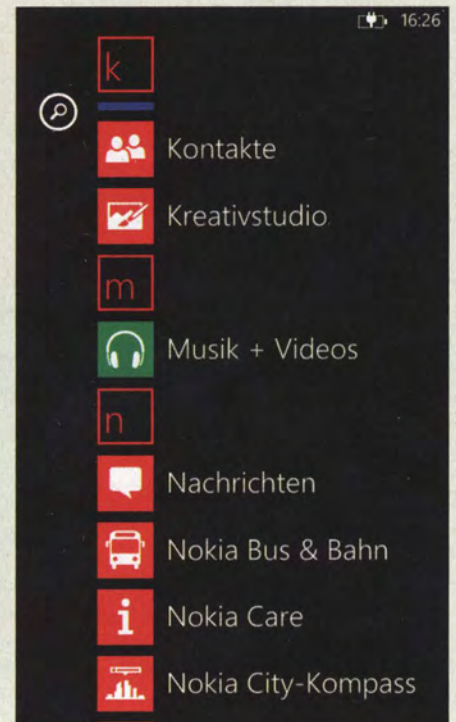 16:26
k
Kontakte
Kreativstudio
m
Musik + Videos
n
Nachrichten
Nokia Bus & Bahn
Nokia Care
Nokia City-Kompass